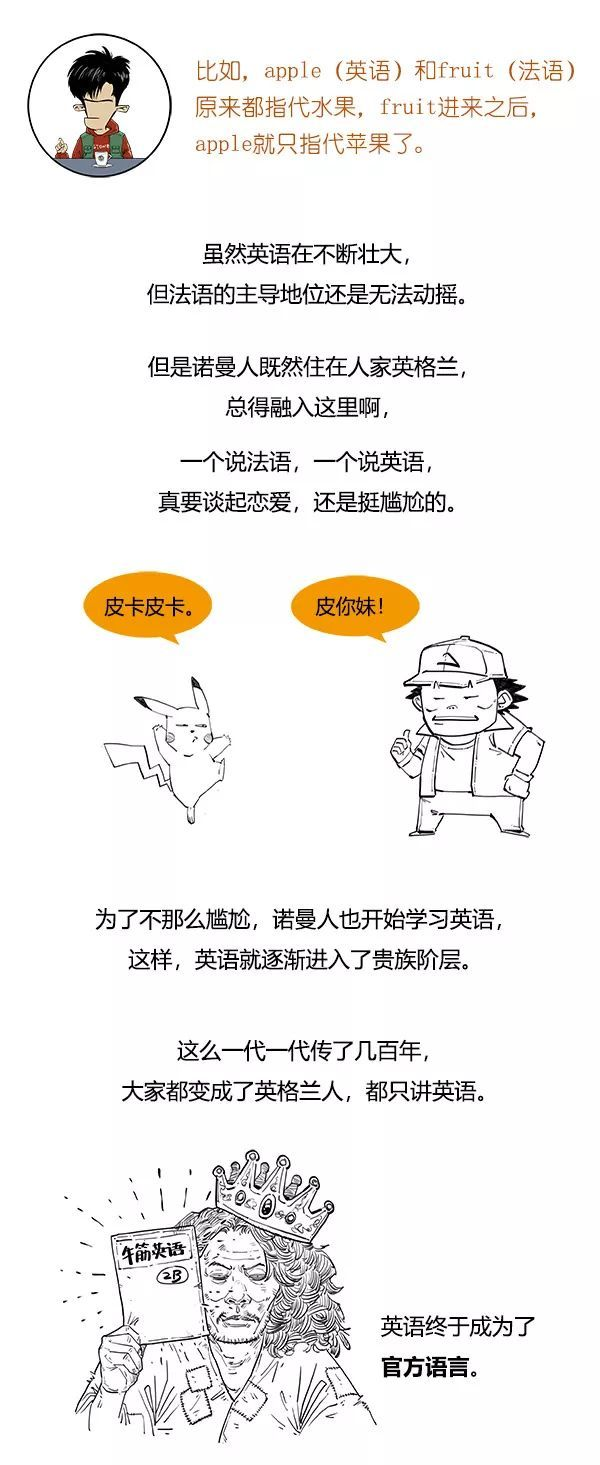 比如，apple（英语）和fruit（法语）
原来都指代水果，fruit进来之后，
apple就只指代苹果了。
虽然英语在不断壮大，
但法语的主导地位还是无法动摇。
但是诺曼人既然住在人家英格兰，
总得融入这里啊，
一个说法语，一个说英语，
真要谈起恋爱，还是挺尴尬的。
皮卡皮卡。
皮你妹！
为了不那么尴尬，诺曼人也开始学习英语，
这样，英语就逐渐进入了贵族阶层。
这么一代一代传了几百年，
大家都变成了英格兰人，都只讲英语。
牛筋英语
2B
英语终于成为了
官方语言。